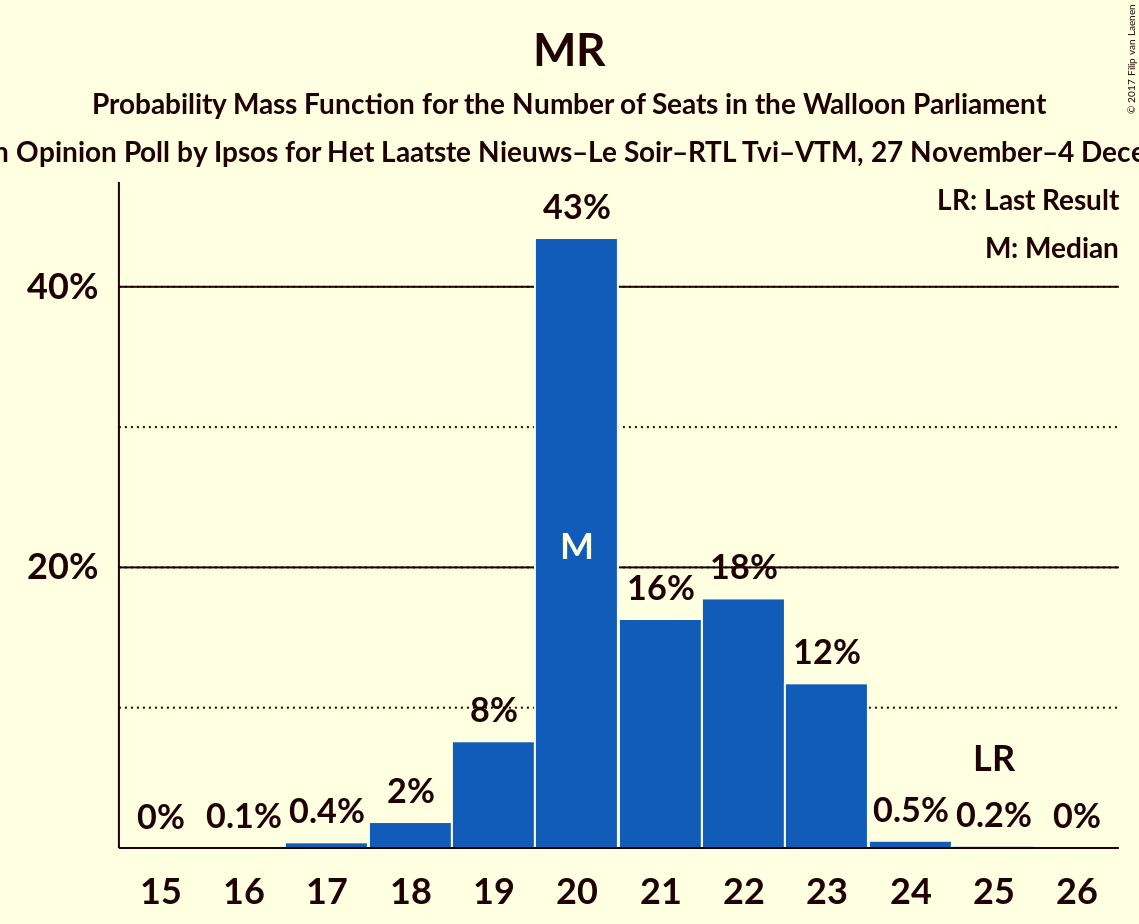 MR
Probability Mass Function for the Number of Seats in the Walloon Parliament
Opinion Poll by Ipsos for Het Laatste Nieuws–Le Soir–RTL Tvi–VTM, 27 November–4
© 2017 Filip van Laenen
LR: Last Result
M: Median
43%
40%
M
20%
18%
16%
12%
8%
LR
2%
0% 0.1% 0.4% 0.5% 0.2% 0%
15 16 17 18 19 20 21 22 23 24 25 26